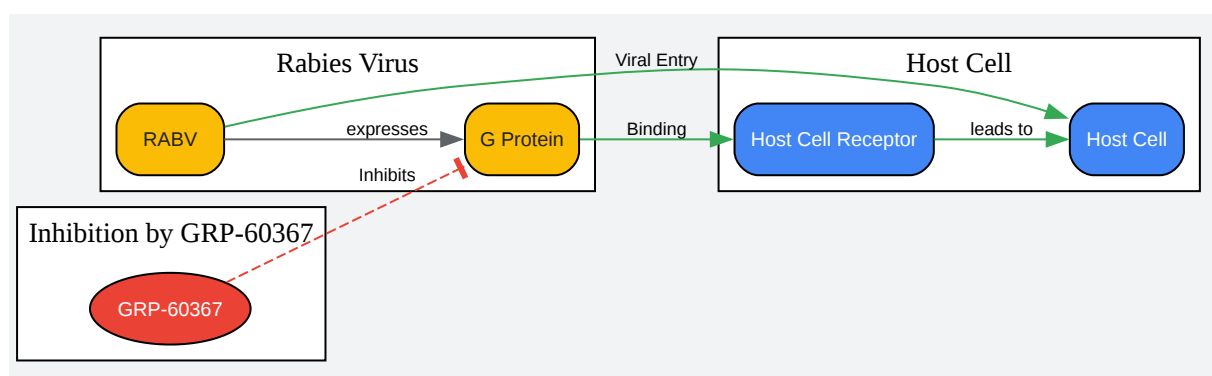 Rabies Virus
Host Cell
Viral Entry
RABV
expresses
G Protein
Binding
Host Cell Receptor
leads to
Host Cell
Inhibits
Inhibition by GRP-60367
GRP-60367